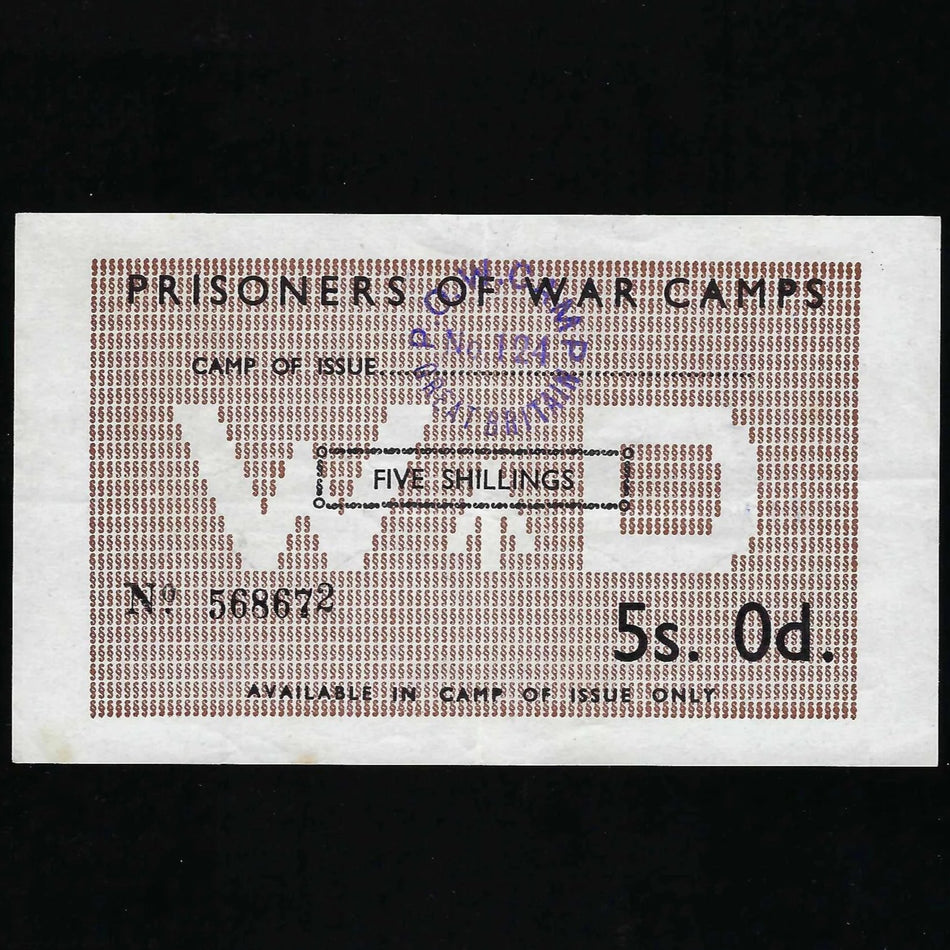 PRISONERS OF WAR CAMPS
P.O.W. CAMP
No. 124
GREAT BRITAIN
CAMP OF ISSUE
W D
FIVE SHILLINGS
Nº 568672
5s. 0d.
AVAILABLE IN CAMP OF ISSUE ONLY